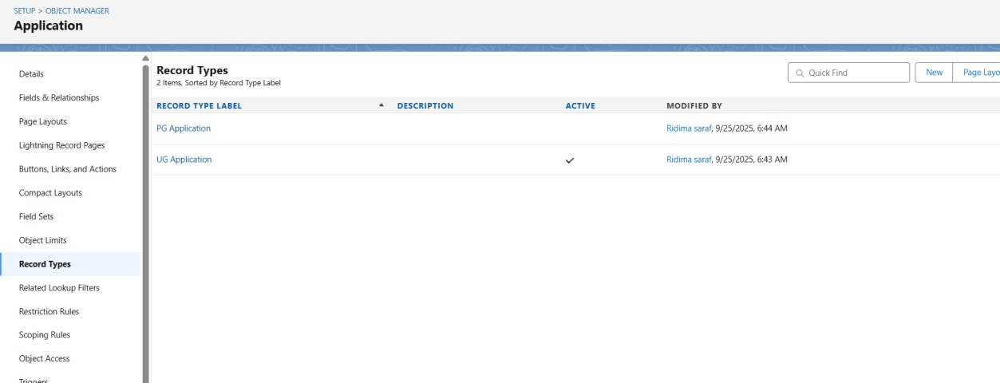 SETUP > OBJECT MANAGER
Application
Details
Fields & Relationships
Page Layouts
Lightning Record Pages
Buttons, Links, and Actions
Compact Layouts
Field Sets
Object Limits
Record Types
Related Lookup Filters
Restriction Rules
Scoping Rules
Object Access
Triggers
Record Types
2 Items, Sorted by Record Type Label
Quick Find
New
Page Layo
RECORD TYPE LABEL DESCRIPTION ACTIVE MODIFIED BY
PG Application Ridima saraf, 9/25/2025, 6:44 AM
UG Application Ridima saraf, 9/25/2025, 6:43 AM